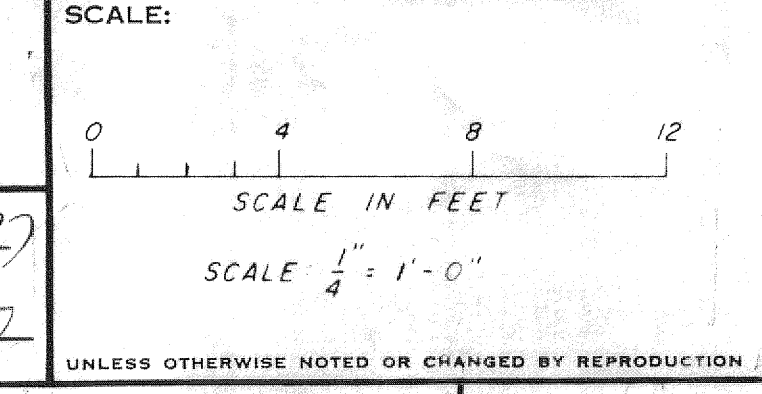 SCALE:
0 4 8 12
SCALE IN FEET
SCALE: 1/4" = 1'-0"
UNLESS OTHERWISE NOTED OR CHANGED BY REPRODUCTION